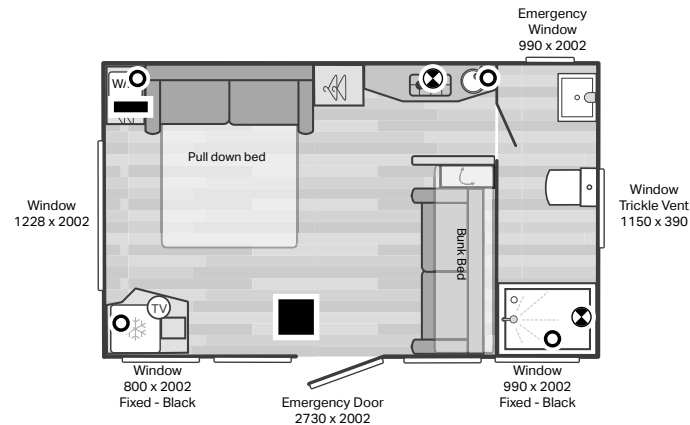 Emergency
Window
990 x 2002
Pull down bed
Window
1228 x 2002
Window
Trickle Vent
1150 x 390
Bunk Bed
TV
Window
800 x 2002
Fixed - Black
Emergency Door
2730 x 2002
Window
990 x 2002
Fixed - Black